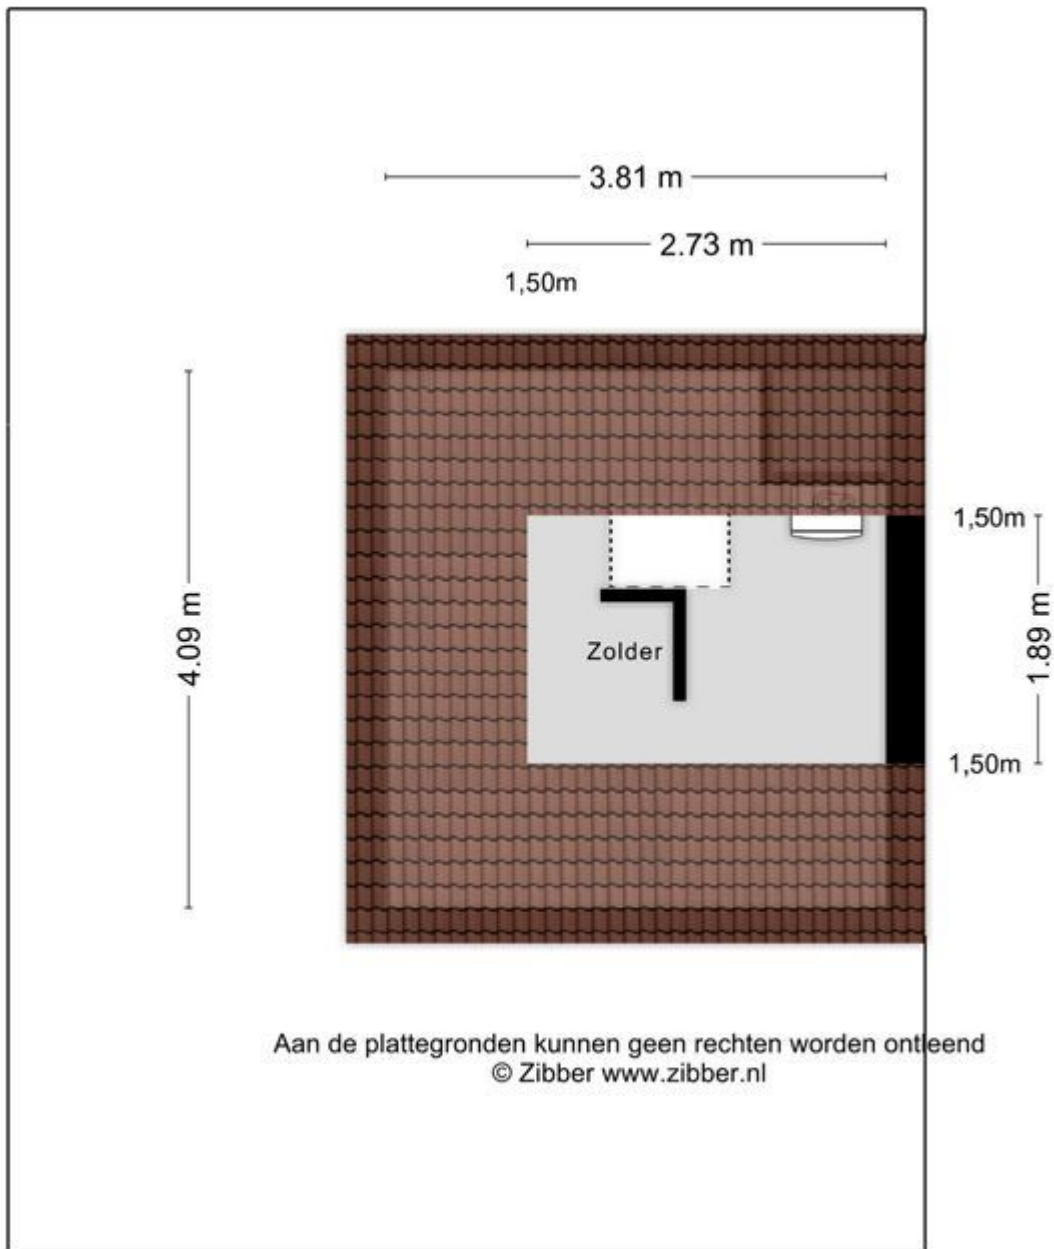 3.81 m
2.73 m
1,50m
1,50m
4.09 m
1.89 m
Zolder
1,50m
Aan de plattegronden kunnen geen rechten worden ontleend
© Zibber www.zibber.nl